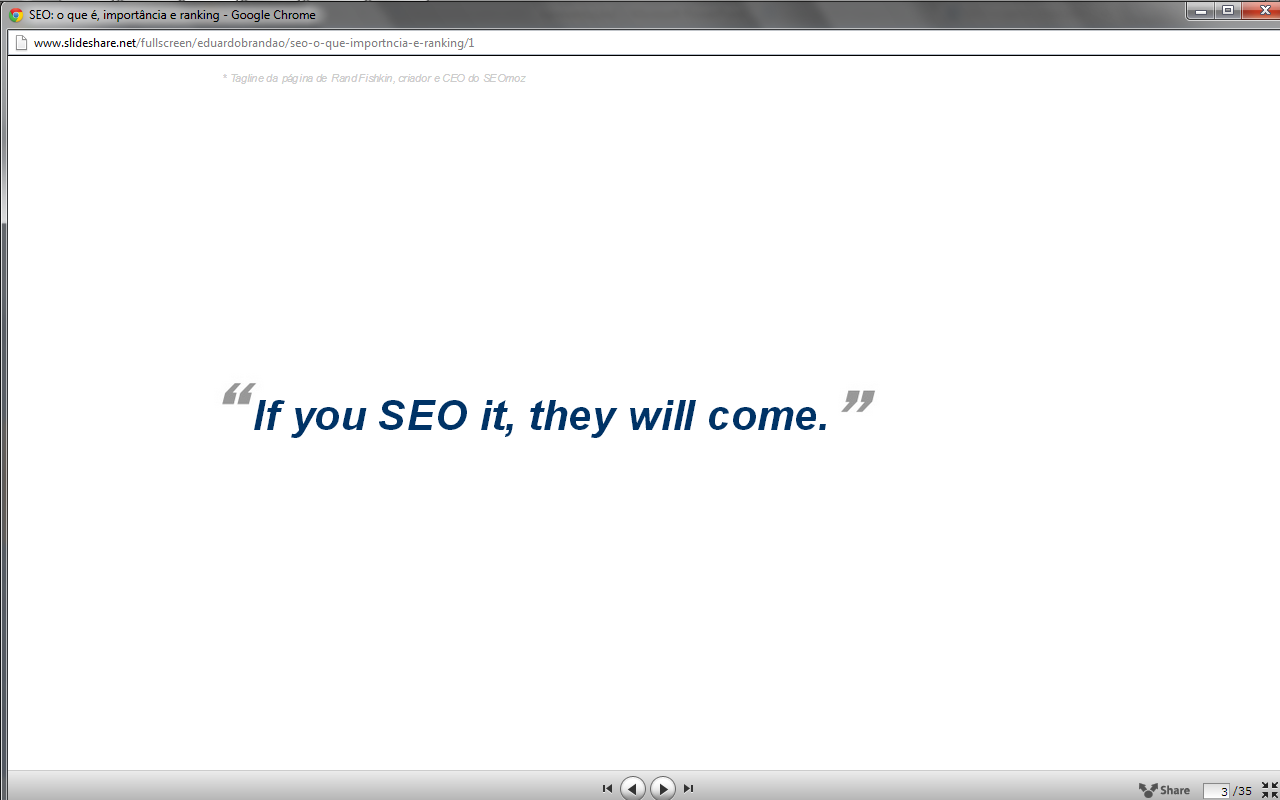 SEO: o que é, importância e ranking - Google Chrome
www.slideshare.net/fullscreen/eduardobrandao/seo-o-que-importncia-e-ranking/1
* Tagline da página de Rand Fishkin, criador e CEO do SEOmoz
“If you SEO it, they will come.”
Share 3 /35